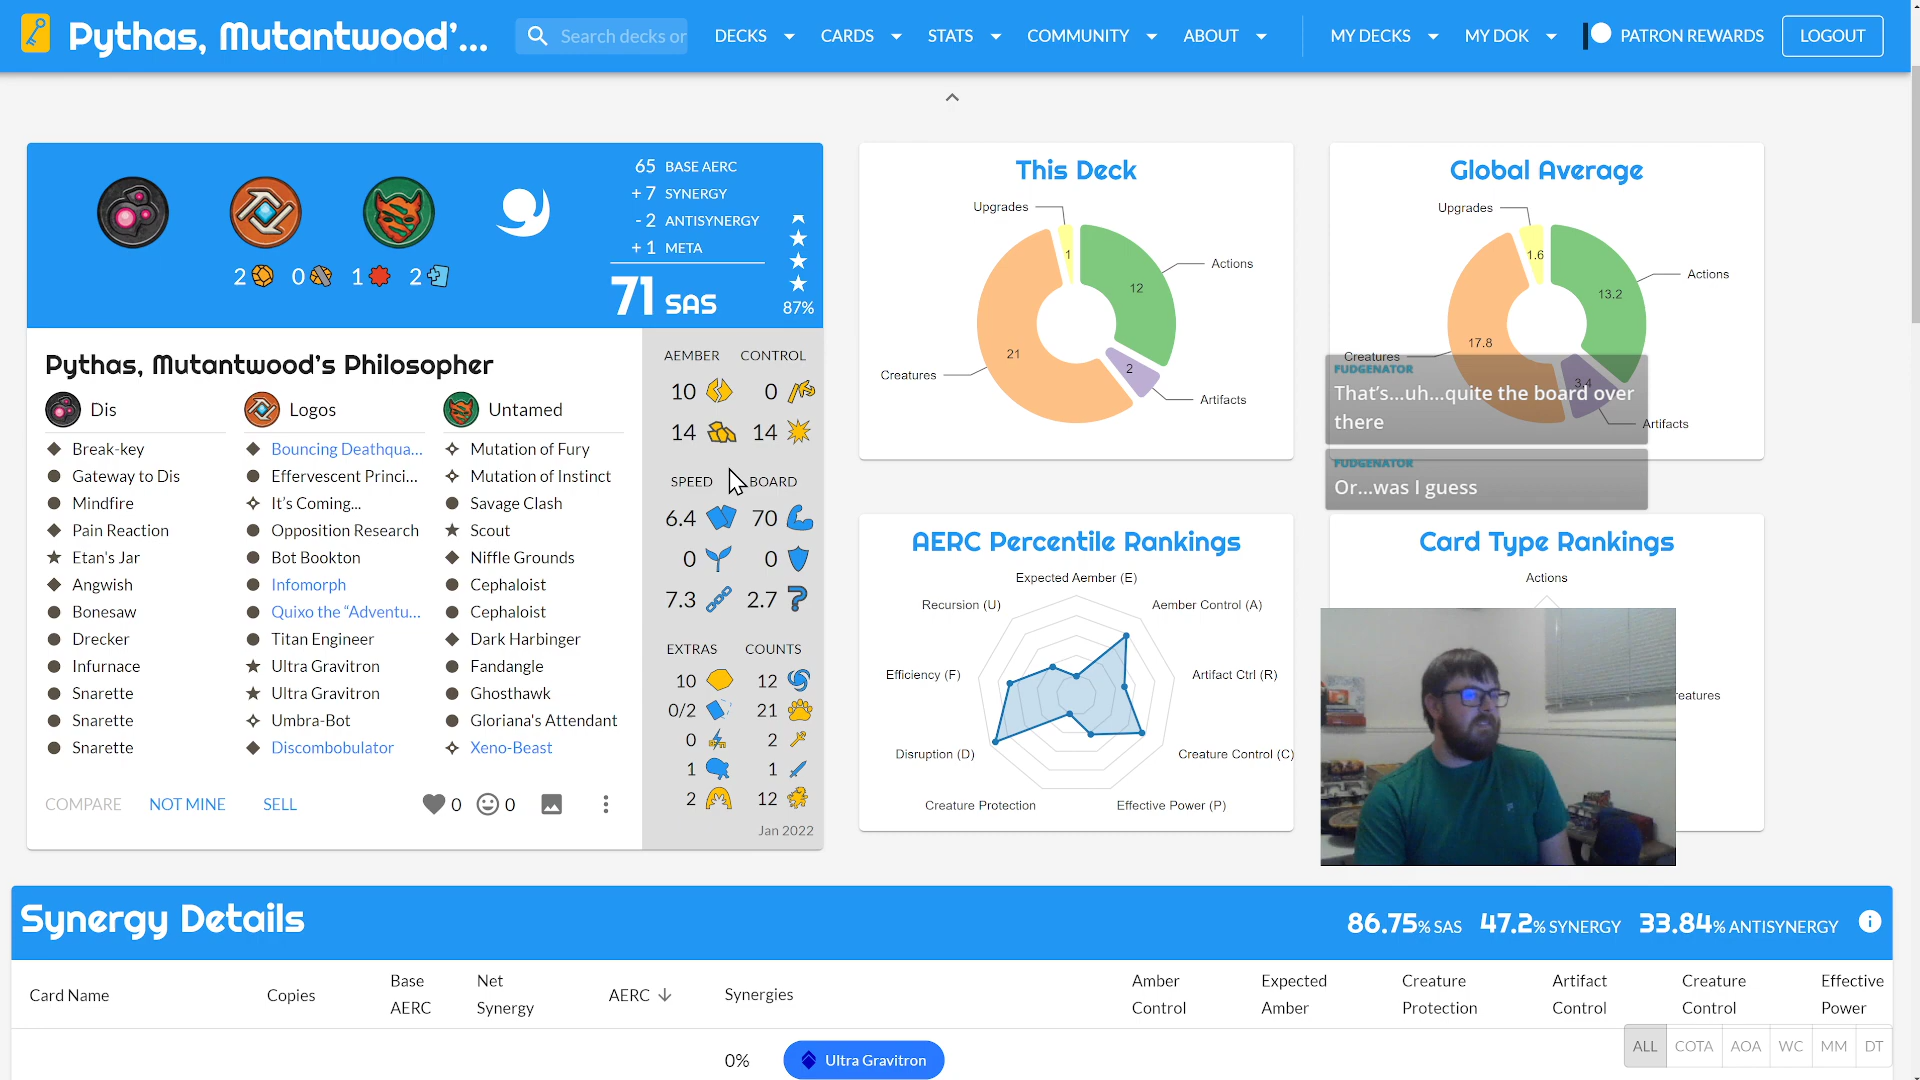 Pythas, Mutantwood'...
Search decks or
DECKS
CARDS
STATS
COMMUNITY
ABOUT
MY DECKS
MY DOK
PATRON REWARDS
LOGOUT
65 BASE AERC
+ 7 SYNERGY
- 2 ANTISYNERGY
+ 1 META
71 SAS
87%
2 0 1 2
Pythas, Mutantwood's Philosopher
Dis
Break-key
Gateway to Dis
Mindfire
Pain Reaction
Etan's Jar
Angwish
Bonesaw
Drecker
Infurnace
Snarette
Snarette
Snarette
Logos
Bouncing Deathqua...
Effervescent Princi...
It's Coming...
Opposition Research
Bot Bookton
Infomorph
Quixo the "Adventu...
Titan Engineer
Ultra Gravitron
Ultra Gravitron
Umbra-Bot
Discombobulator
Untamed
Mutation of Fury
Mutation of Instinct
Savage Clash
Scout
Niffle Grounds
Cephaloist
Cephaloist
Dark Harbinger
Fandangle
Ghosthawk
Gloriana's Attendant
Xeno-Beast
COMPARE
NOT MINE
SELL
0
0
AEMBER CONTROL
10 0
14 14
SPEED BOARD
6.4 70
0 0
7.3 2.7
EXTRAS COUNTS
10 12
0/2 21
0 2
1 1
2 12
Jan 2022
This Deck
Upgrades
1
Actions
12
21
Creatures
2
Artifacts
Global Average
Upgrades
1.6
Actions
13.2
17.8
Creatures
3.4
Artifacts
FUDGENATOR
That's...uh...quite the board over
there
FUDGENATOR
Or...was I guess
AERC Percentile Rankings
Expected Aember (E)
Recursion (U)
Aember Control (A)
Efficiency (F)
Artifact Ctrl (R)
Disruption (D)
Creature Control (C)
Creature Protection
Effective Power (P)
Card Type Rankings
Actions
reatures
Synergy Details
86.75% SAS 47.2% SYNERGY 33.84% ANTISYNERGY
Card Name
Copies
Base
AERC
Net
Synergy
AERC
Synergies
Amber
Control
Expected
Amber
Creature
Protection
Artifact
Control
Creature
Control
Effective
Power
0%
Ultra Gravitron
ALL COTA AOA WC MM DT